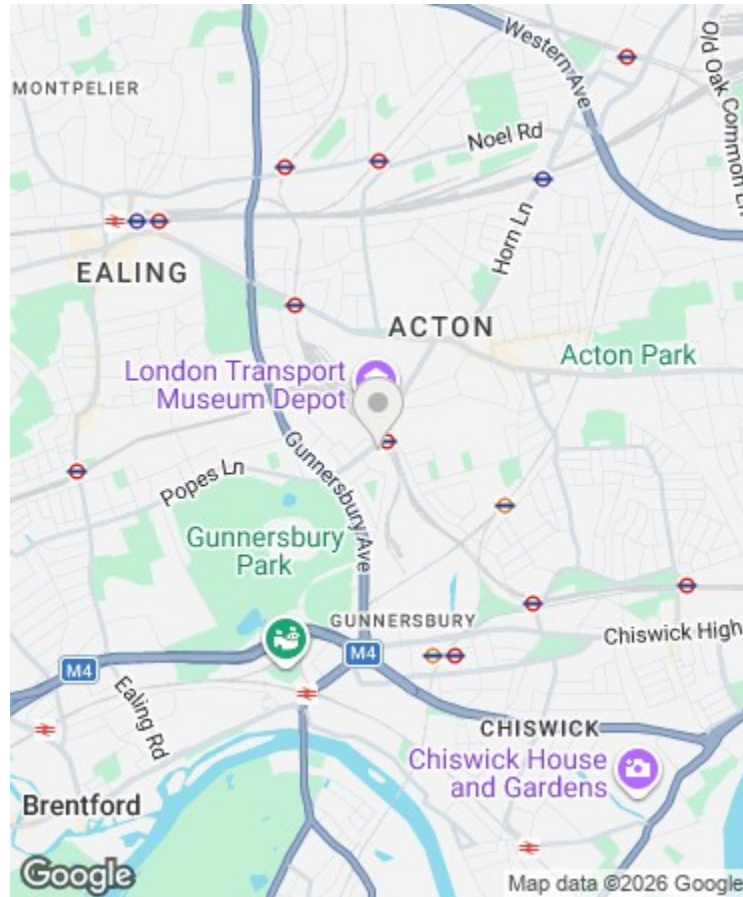 Western Ave
Old Oak Common Ln
MONTPELIER
Noel Rd
Horn Ln
EALING
ACTON
Acton Park
London Transport
Museum Depot
Gunnersbury Ave
Popes Ln
Gunnersbury
Park
GUNNERSBURY
Chiswick High
M4
M4
Ealing Rd
CHISWICK
Chiswick House
and Gardens
Brentford
Google
Map data ©2026 Google